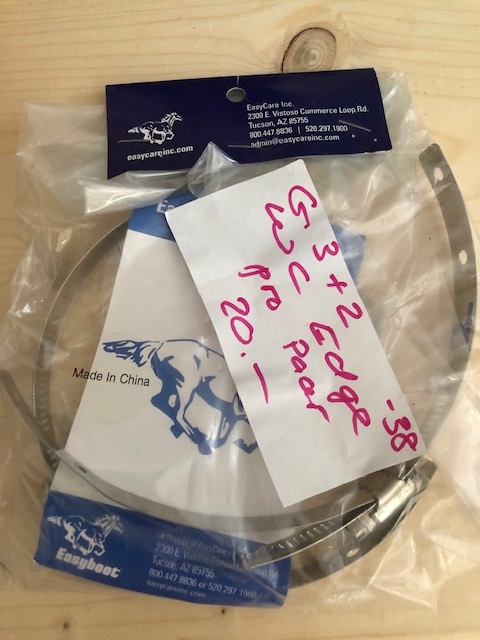 EasyCare Inc.
2300 E. Vistoso Commerce Loop Rd.
Tucson, AZ 85755
800.447.8836 | 520.297.1900
admin@easycareinc.com
easycareinc.com
Ea
G 3+2 Edge -38
WC paar
pro
20.—
Made In China
Easyboot
2300 E. Vistoso
Tucson, AZ 85755
800.447.8836 or 520.297.1900
easycareinc.com